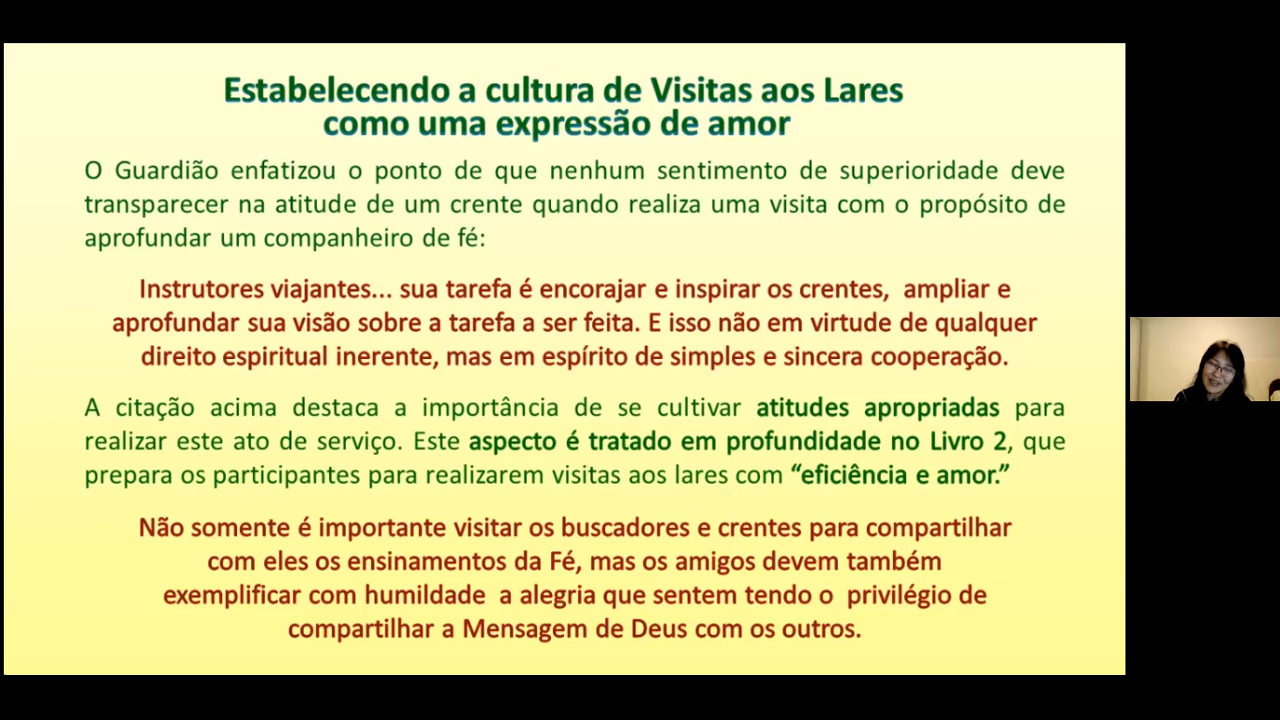 Estabelecendo a cultura de Visitas aos Lares
como uma expressão de amor
O Guardião enfatizou o ponto de que nenhum sentimento de superioridade deve
transparecer na atitude de um crente quando realiza uma visita com o propósito de
aprofundar um companheiro de fé:
Instrutores viajantes... sua tarefa é encorajar e inspirar os crentes, ampliar e
aprofundar sua visão sobre a tarefa a ser feita. E isso não em virtude de qualquer
direito espiritual inerente, mas em espírito de simples e sincera cooperação.
A citação acima destaca a importância de se cultivar atitudes apropriadas para
realizar este ato de serviço. Este aspecto é tratado em profundidade no Livro 2, que
prepara os participantes para realizarem visitas aos lares com “eficiência e amor.”
Não somente é importante visitar os buscadores e crentes para compartilhar
com eles os ensinamentos da Fé, mas os amigos devem também
exemplificar com humildade a alegria que sentem tendo o privilégio de
compartilhar a Mensagem de Deus com os outros.